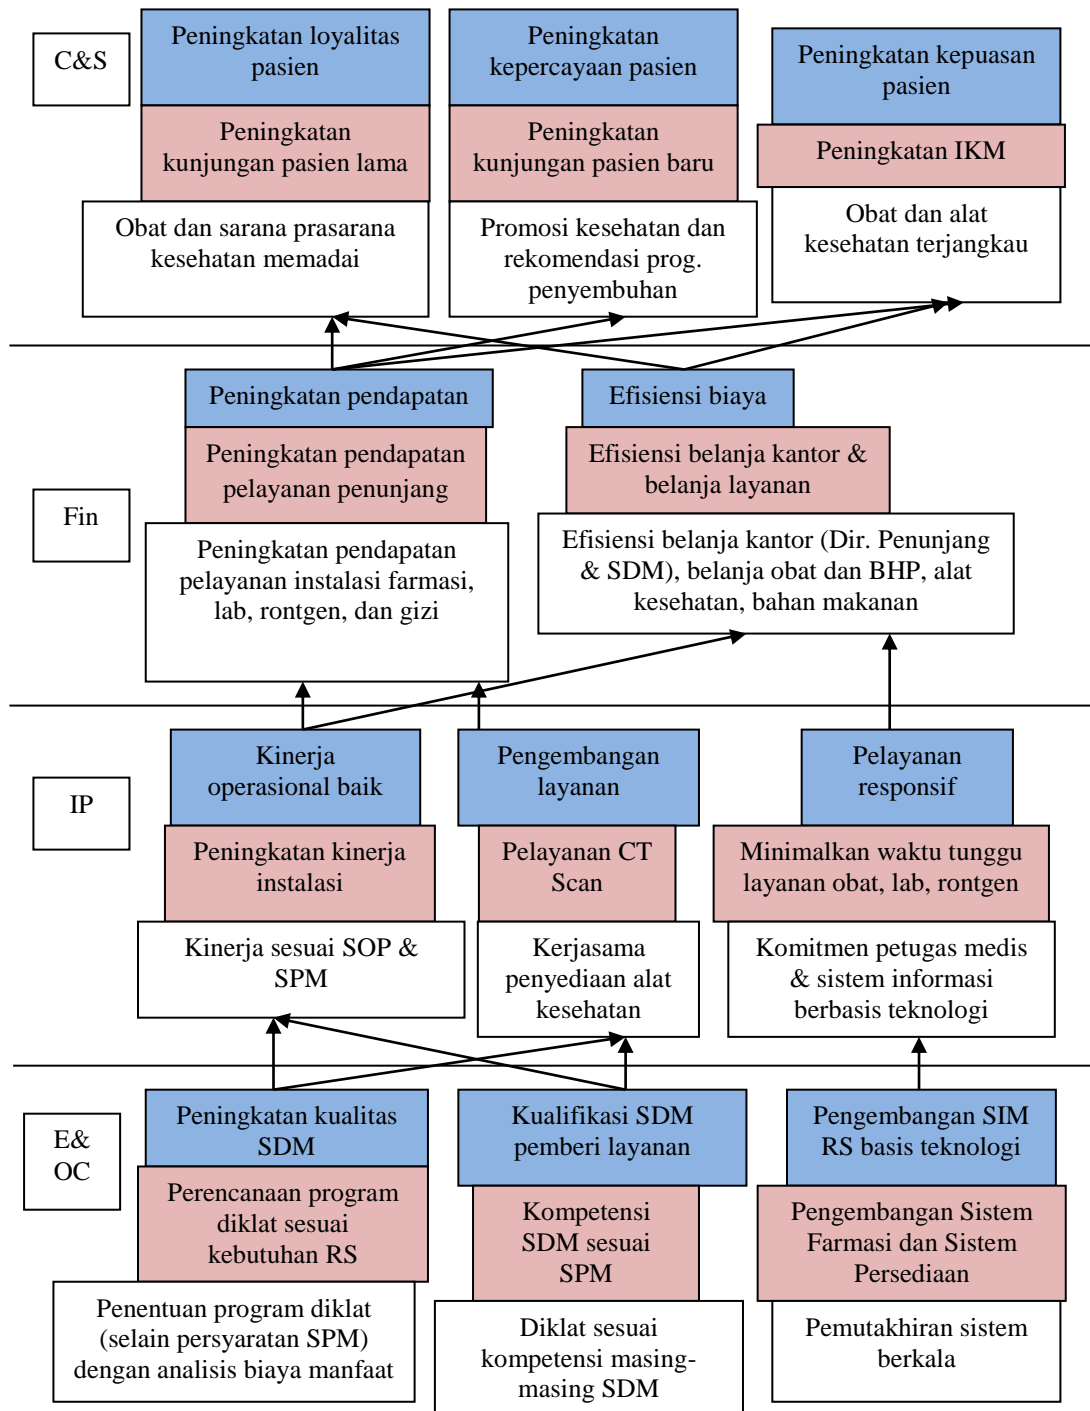 C&S
Peningkatan loyalitas
pasien
Peningkatan
kunjungan pasien lama
Obat dan sarana prasarana
kesehatan memadai
Peningkatan
kepercayaan pasien
Peningkatan
kunjungan pasien baru
Promosi kesehatan dan
rekomendasi prog.
penyembuhan
Peningkatan kepuasan
pasien
Peningkatan IKM
Obat dan alat
kesehatan terjangkau
Fin
Peningkatan pendapatan
Peningkatan pendapatan
pelayanan penunjang
Peningkatan pendapatan
pelayanan instalasi farmasi,
lab, rontgen, dan gizi
Efisiensi biaya
Efisiensi belanja kantor &
belanja layanan
Efisiensi belanja kantor (Dir. Penunjang
& SDM), belanja obat dan BHP, alat
kesehatan, bahan makanan
IP
Kinerja
operasional baik
Peningkatan kinerja
instalasi
Kinerja sesuai SOP &
SPM
Pengembangan
layanan
Pelayanan CT
Scan
Kerjasama
penyediaan alat
kesehatan
Pelayanan
responsif
Minimalkan waktu tunggu
layanan obat, lab, rontgen
Komitmen petugas medis
& sistem informasi
berbasis teknologi
E&
OC
Peningkatan kualitas
SDM
Perencanaan program
diklat sesuai
kebutuhan RS
Penentuan program diklat
(selain persyaratan SPM)
dengan analisis biaya manfaat
Kualifikasi SDM
pemberi layanan
Kompetensi
SDM sesuai
SPM
Diklat sesuai
kompetensi masing-
masing SDM
Pengembangan SIM
RS basis teknologi
Pengembangan Sistem
Farmasi dan Sistem
Persediaan
Pemutakhiran sistem
berkala